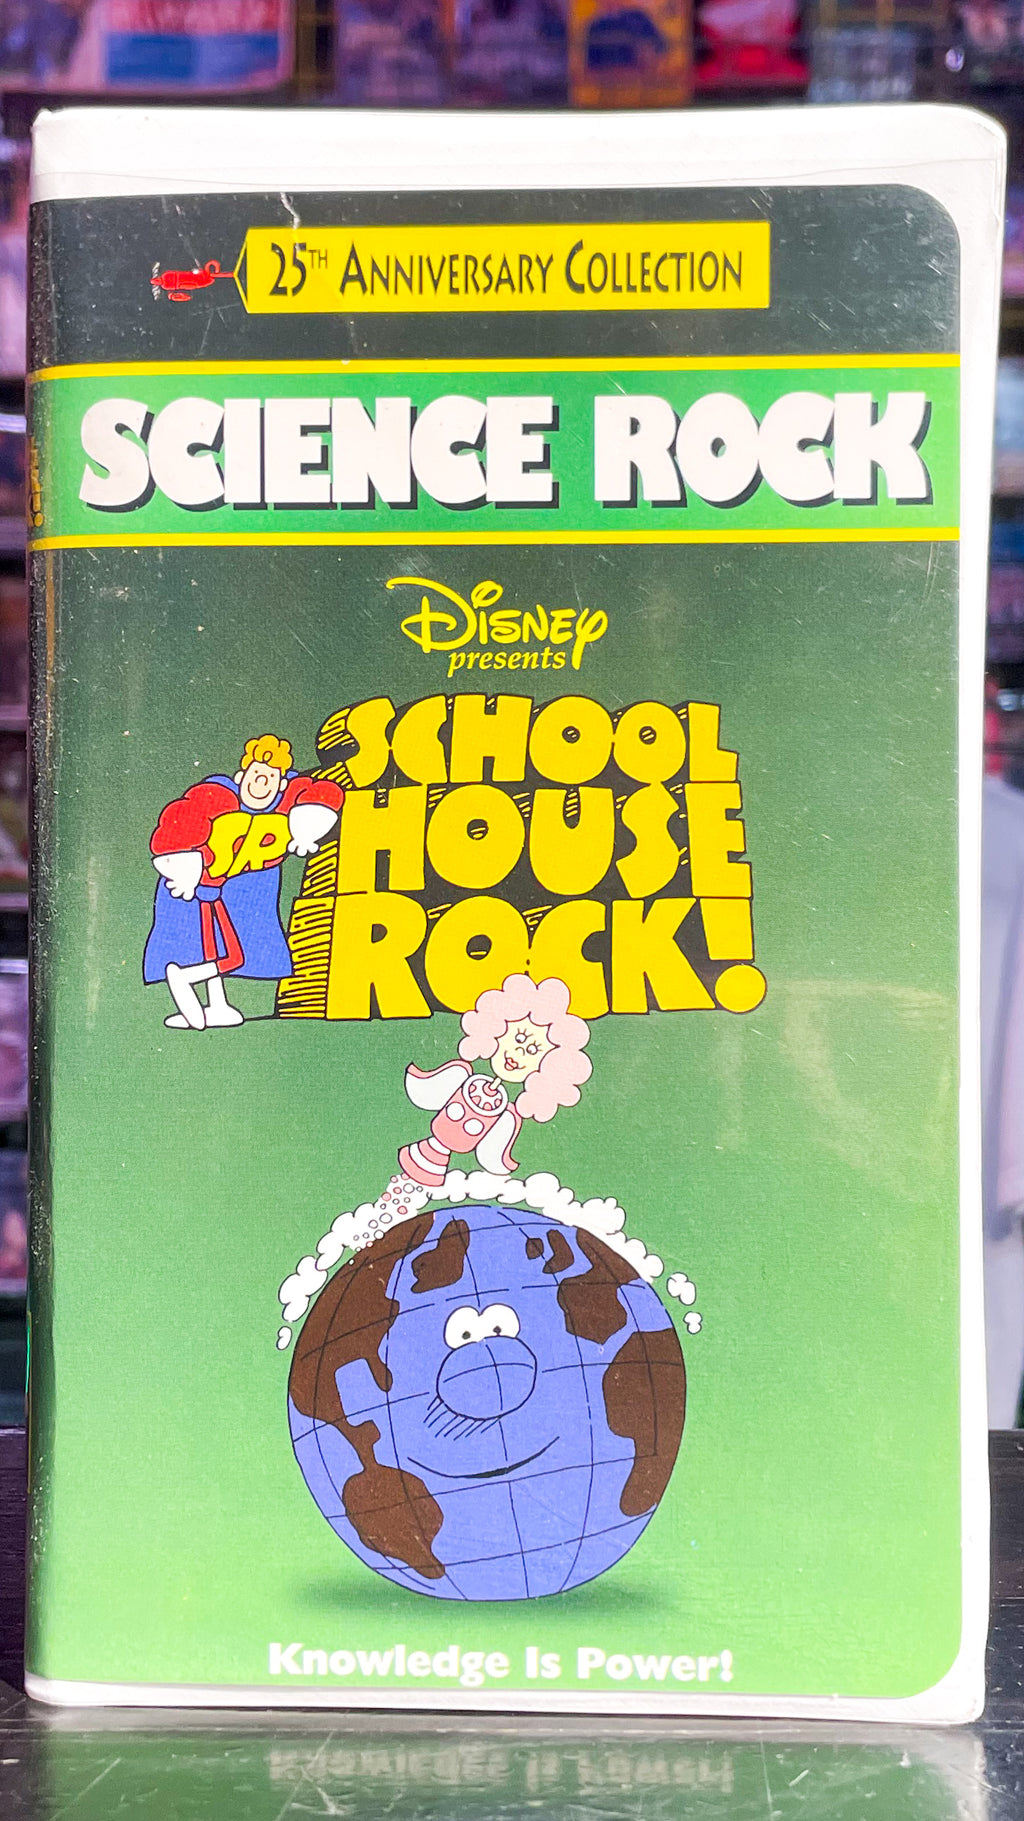 25TH ANNIVERSARY COLLECTION
SCIENCE ROCK
DISNEY
presents
SCHOOL
HOUSE
ROCK!
SR
Knowledge Is Power!